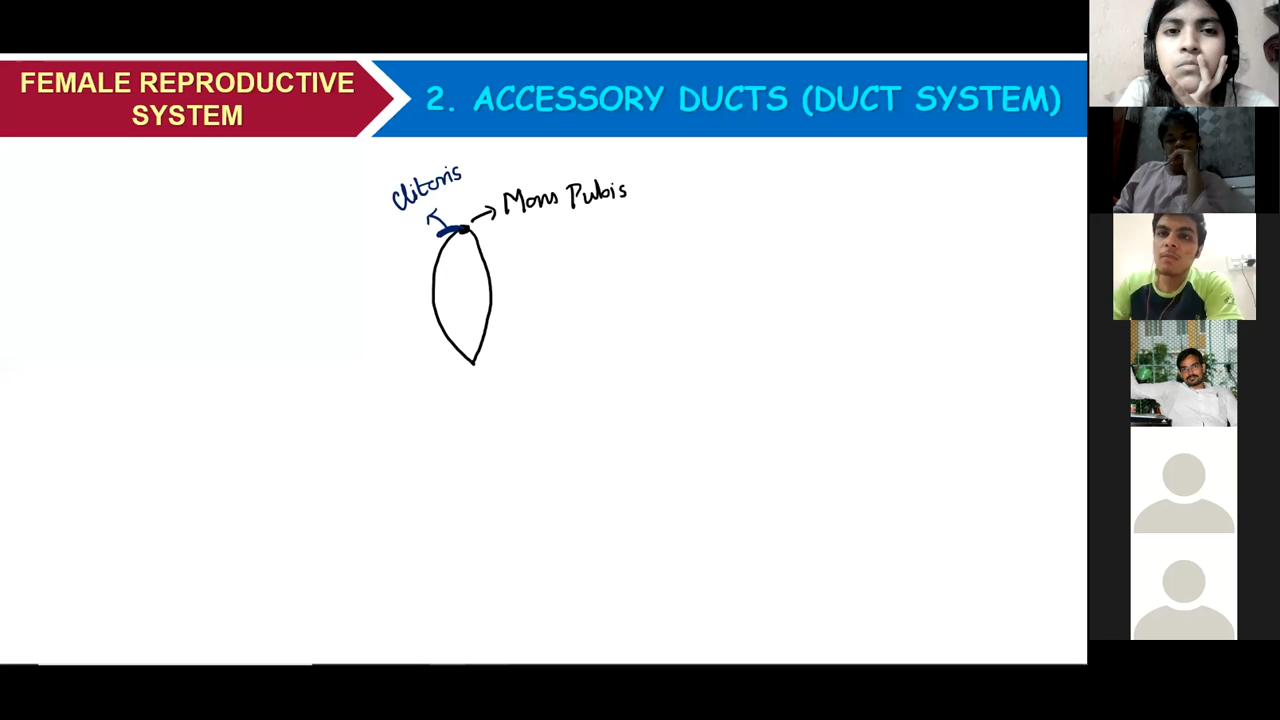 FEMALE REPRODUCTIVE
SYSTEM
2. ACCESSORY DUCTS (DUCT SYSTEM)
clitoris
Mons Pubis